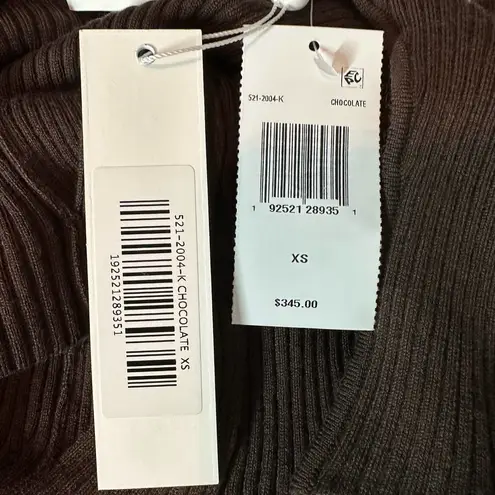 521-2004-K CHOCOLATE XS
192521289351
521-2004-K CHOCOLATE
1 92521 28935 1
XS
$345.00